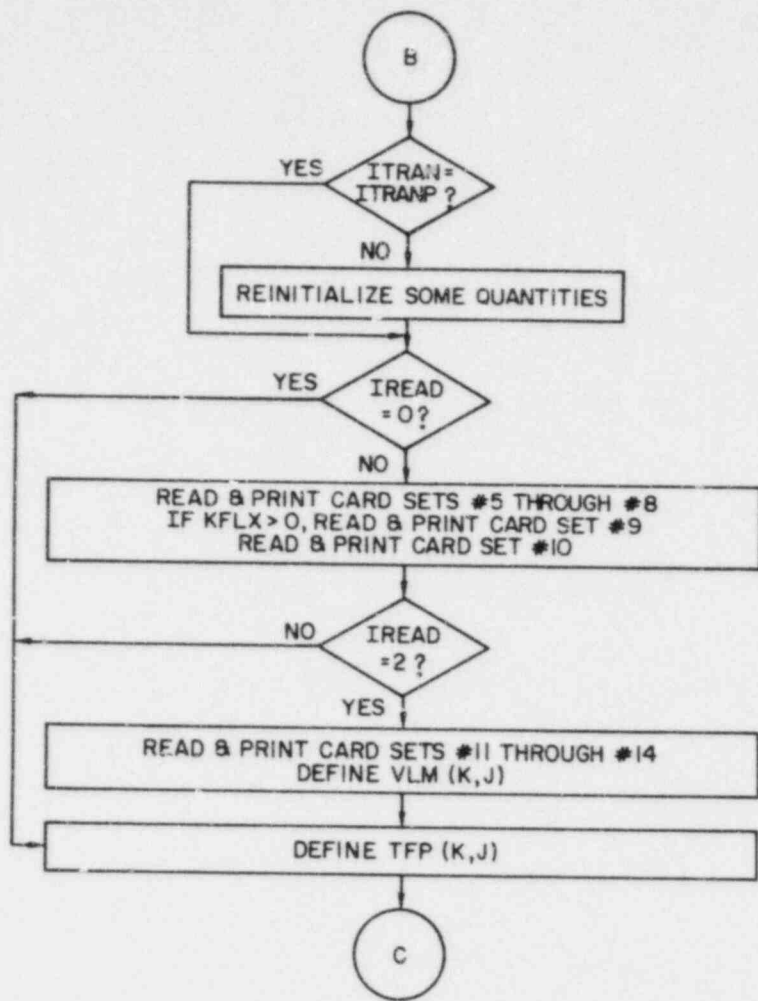 B
YES
ITRAN=
ITRANP?
NO
REINITIALIZE SOME QUANTITIES
YES
IREAD
=0?
NO
READ & PRINT CARD SETS #5 THROUGH #8
IF KFLX > 0, READ & PRINT CARD SET #9
READ & PRINT CARD SET #10
NO
IREAD
=2?
YES
READ & PRINT CARD SETS #11 THROUGH #14
DEFINE VLM (K,J)
DEFINE TFP (K,J)
C